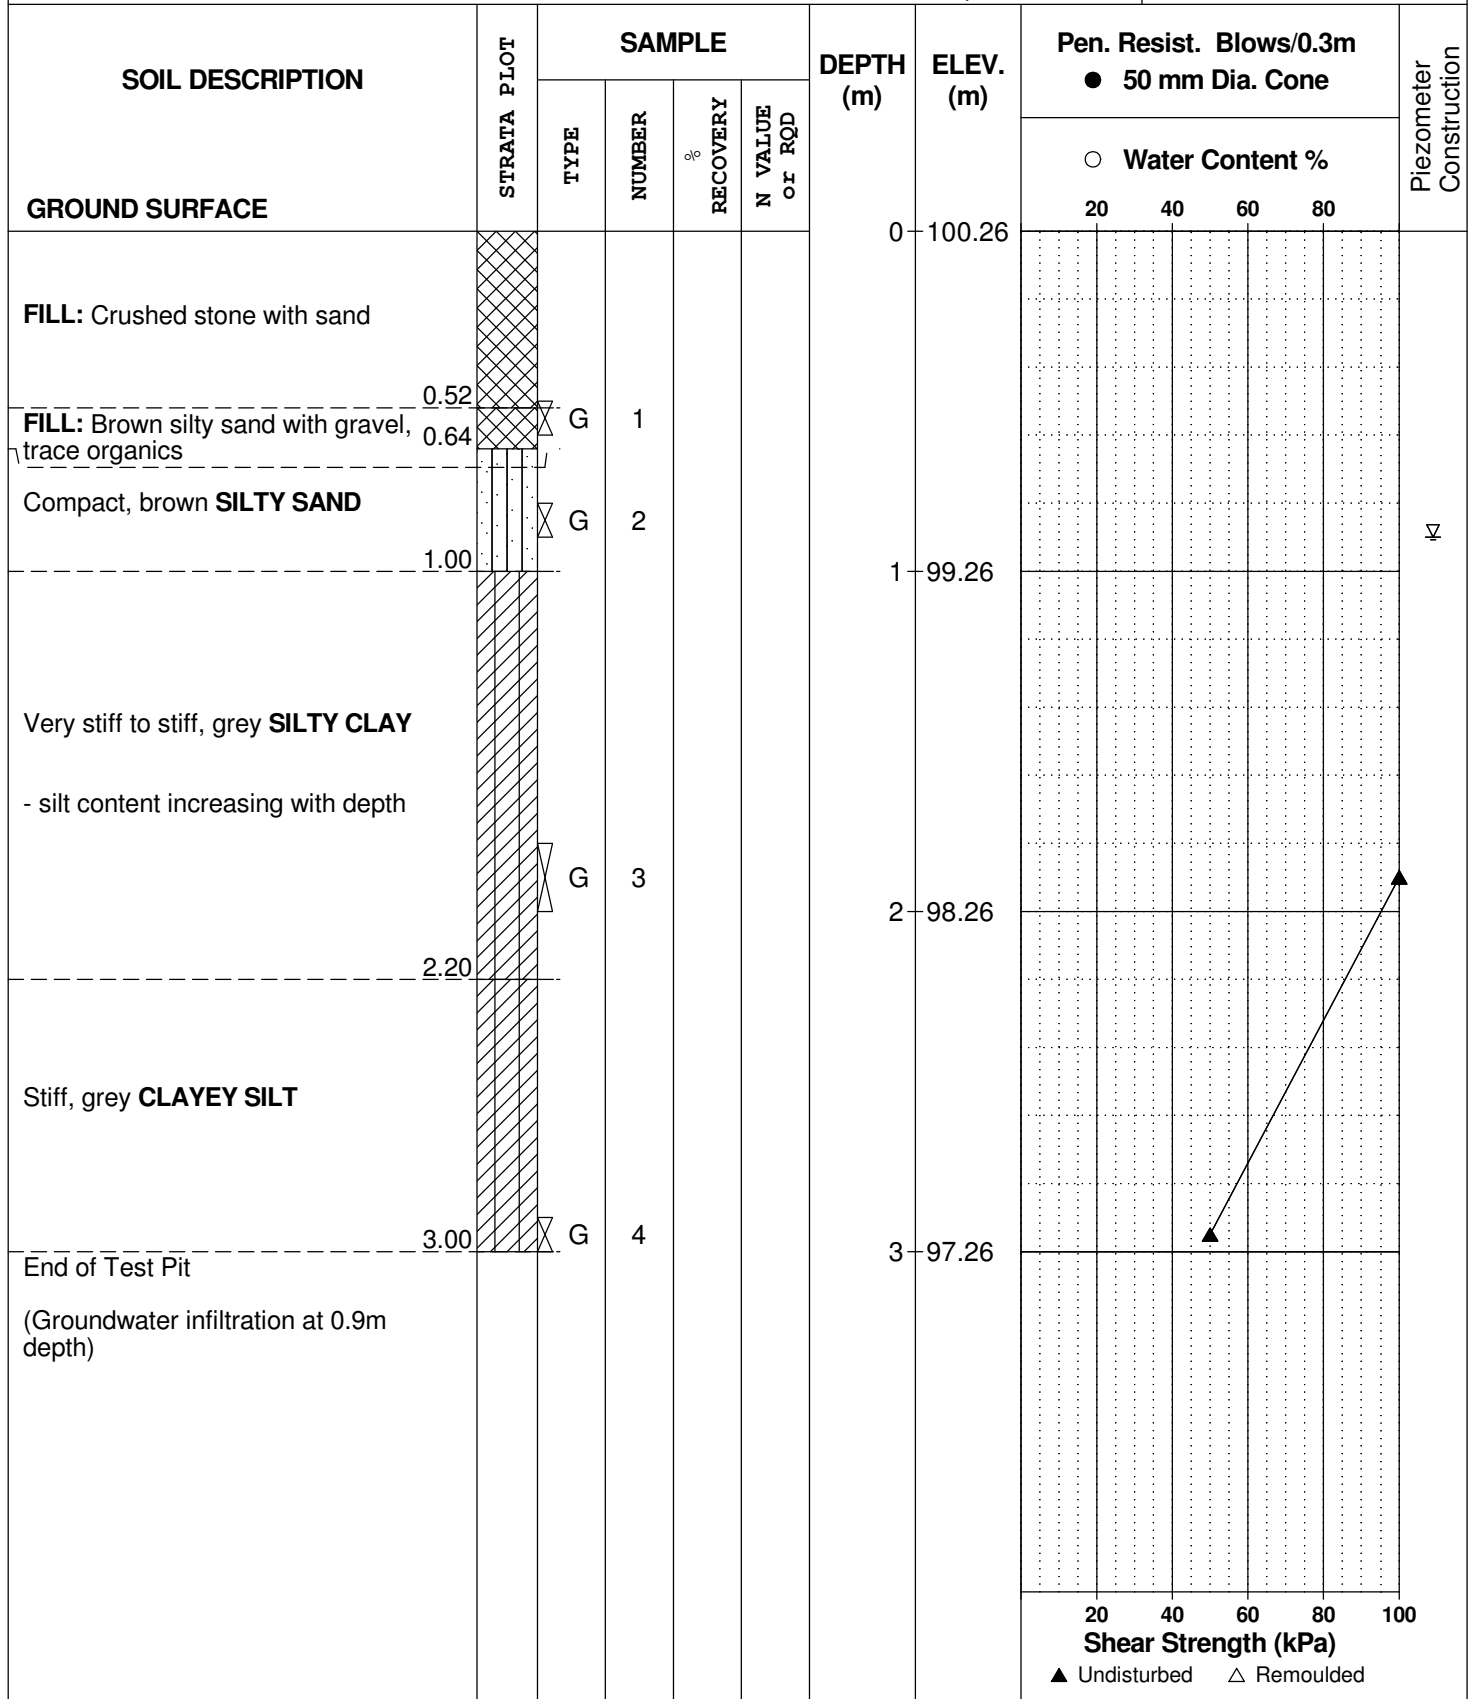 SOIL DESCRIPTION
GROUND SURFACE
STRATA PLOT
SAMPLE
TYPE
NUMBER
%
RECOVERY
N VALUE
or RQD
DEPTH
(m)
ELEV.
(m)
Pen. Resist. Blows/0.3m
● 50 mm Dia. Cone
○ Water Content %
20 40 60 80
Piezometer
Construction
0 100.26
FILL: Crushed stone with sand
0.52
FILL: Brown silty sand with gravel,
trace organics
0.64
G 1
Compact, brown SILTY SAND
G 2
1.00
1 99.26
Very stiff to stiff, grey SILTY CLAY
- silt content increasing with depth
G 3
2 98.26
2.20
Stiff, grey CLAYEY SILT
G 4
3.00
3 97.26
End of Test Pit
(Groundwater infiltration at 0.9m
depth)
20 40 60 80 100
Shear Strength (kPa)
▲ Undisturbed △ Remoulded